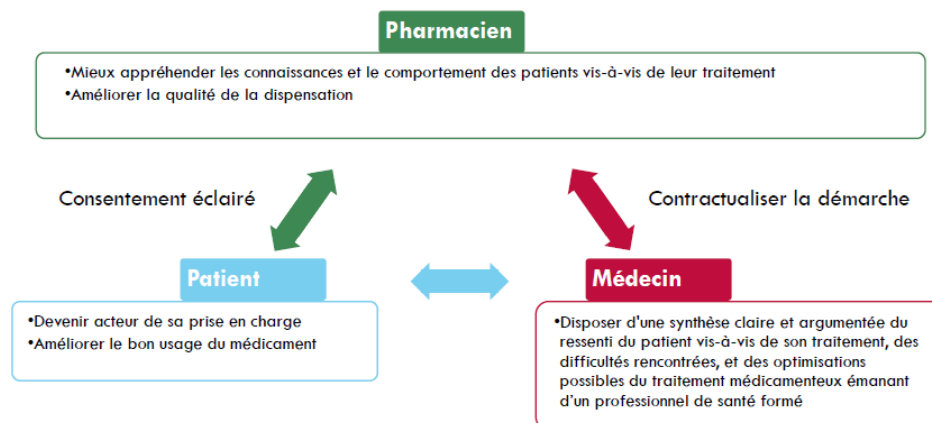 Pharmacien
•Mieux appréhender les connaissances et le comportement des patients vis-à-vis de leur traitement
•Améliorer la qualité de la dispensation
Consentement éclairé
Contractualiser la démarche
Patient
•Devenir acteur de sa prise en charge
•Améliorer le bon usage du médicament
Médecin
•Disposer d'une synthèse claire et argumentée du
ressenti du patient vis-à-vis de son traitement, des
difficultés rencontrées, et des optimisations
possibles du traitement médicamenteux émanant
d'un professionnel de santé formé